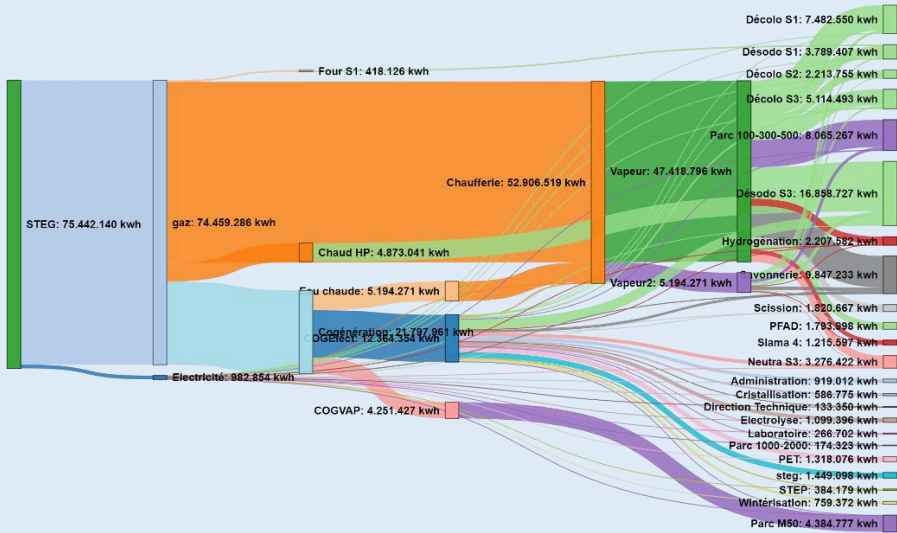 Décolo S1: 7.482.550 kwh
Désodo S1: 3.789.407 kwh
Four S1: 418.126 kwh
Décolo S2: 2.213.755 kwh
Décolo S3: 5.114.493 kwh
Parc 100-300-500: 8.065.267 kwh
Vapeur: 47.418.796 kwh
Chaufferie: 52.906.519 kwh
Désodo S3: 16.858.727 kwh
STEG: 75.442.140 kwh
gaz: 74.459.286 kwh
Hydrogénation: 2.207.582 kwh
Chaud HP: 4.873.041 kwh
Savonnerie: 9.847.233 kwh
Vapeur2: 5.194.271 kwh
Eau chaude: 5.194.271 kwh
Scission: 1.820.667 kwh
PFAD: 1.793.998 kwh
Cogénération: 21.797.961 kwh
COGElect: 12.364.354 kwh
Slama 4: 1.215.597 kwh
Neutra S3: 3.276.422 kwh
Electricité: 982.854 kwh
Administration: 919.012 kwh
Cristallisation: 586.775 kwh
Direction Technique: 133.350 kwh
COGVAP: 4.251.427 kwh
Electrolyse: 1.099.396 kwh
Laboratoire: 266.702 kwh
Parc 1000-2000: 174.323 kwh
PET: 1.318.076 kwh
steg: 1.449.098 kwh
STEP: 384.179 kwh
Wintérisation: 759.372 kwh
Parc M50: 4.384.777 kwh